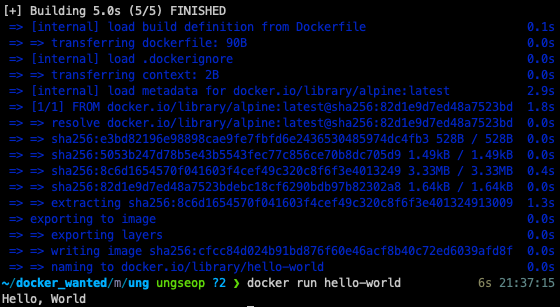 [+] Building 5.0s (5/5) FINISHED
=> [internal] load build definition from Dockerfile 0.1s
=> => transferring dockerfile: 90B 0.0s
=> [internal] load .dockerignore 0.0s
=> => transferring context: 2B 0.0s
=> [internal] load metadata for docker.io/library/alpine:latest 2.9s
=> [1/1] FROM docker.io/library/alpine:latest@sha256:82d1e9d7ed48a7523bd 1.8s
=> => resolve docker.io/library/alpine:latest@sha256:82d1e9d7ed48a7523bd 0.0s
=> => sha256:e3bd82196e98898cae9fe7fbfd6e2436530485974dc4fb3 528B / 528B 0.0s
=> => sha256:5053b247d78b5e43b5543fec77c856ce70b8dc705d9 1.49kB / 1.49kB 0.0s
=> => sha256:8c6d1654570f041603f4cef49c320c8f6f3e4013249 3.33MB / 3.33MB 0.4s
=> => sha256:82d1e9d7ed48a7523bdebc18cf6290bdb97b82302a8 1.64kB / 1.64kB 0.0s
=> => extracting sha256:8c6d1654570f041603f4cef49c320c8f6f3e401324913009 1.3s
=> exporting to image 0.0s
=> => exporting layers 0.0s
=> => writing image sha256:cfcc84d024b91bd876f60e46acf8b40c72ed6039afd8f 0.0s
=> => naming to docker.io/library/hello-world 0.0s
~/docker_wanted/m/ung ungseop ?2 ❯ docker run hello-world 6s 21:37:15
Hello, World